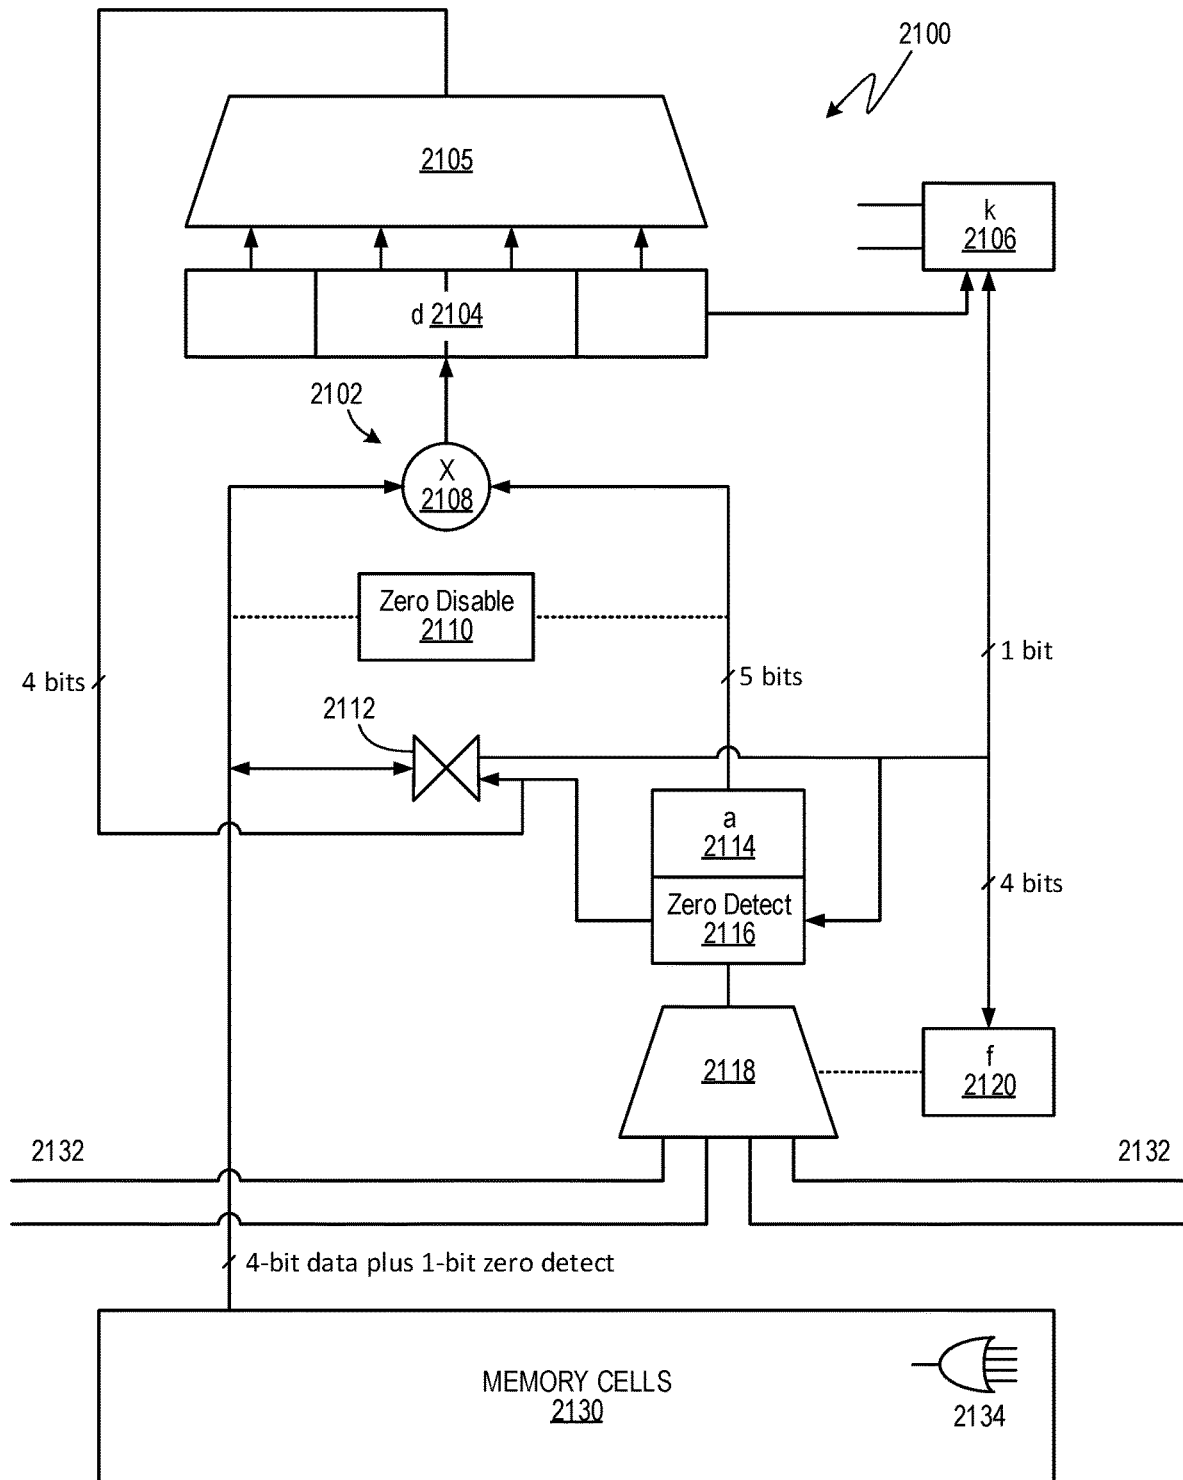 2100
2105
k
2106
d 2104
2102
X
2108
Zero Disable
2110
1 bit
4 bits
5 bits
2112
a
2114
4 bits
Zero Detect
2116
f
2120
2118
2132
2132
4-bit data plus 1-bit zero detect
MEMORY CELLS
2130
2134